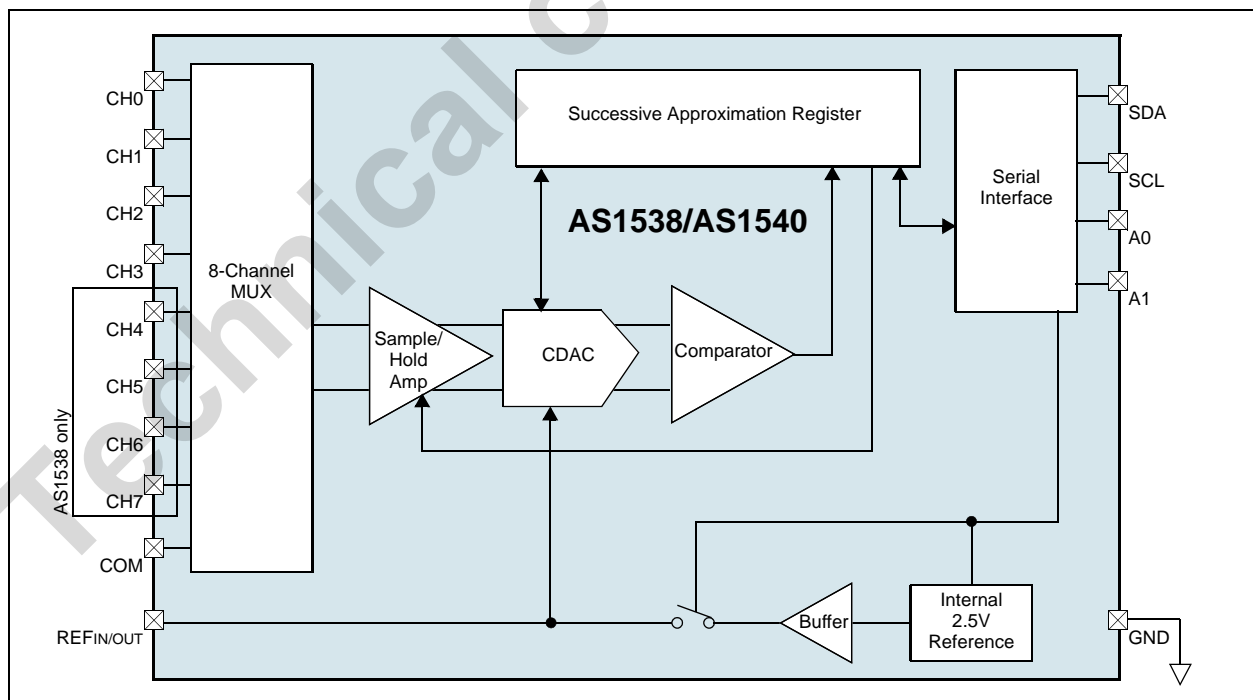 Technical c
CH0
CH1
CH2
CH3
CH4
CH5
CH6
CH7
AS1538 only
COM
REFIN/OUT
8-Channel
MUX
Successive Approximation Register
AS1538/AS1540
Sample/
Hold
Amp
CDAC
Comparator
Serial
Interface
SDA
SCL
A0
A1
Buffer
Internal
2.5V
Reference
GND